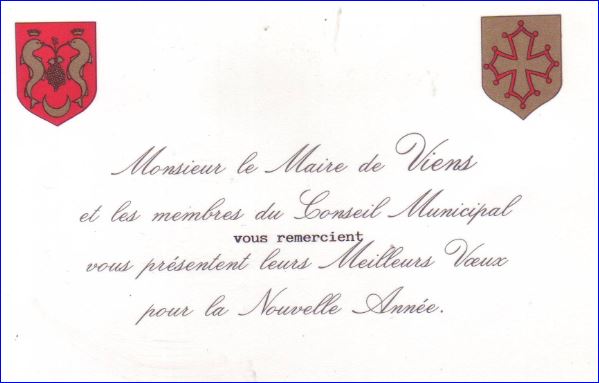 Monsieur le Maire de Viens
et les membres du Conseil Municipal
vous remercient
vous présentent leurs Meilleurs Vœux
pour la Nouvelle Année.